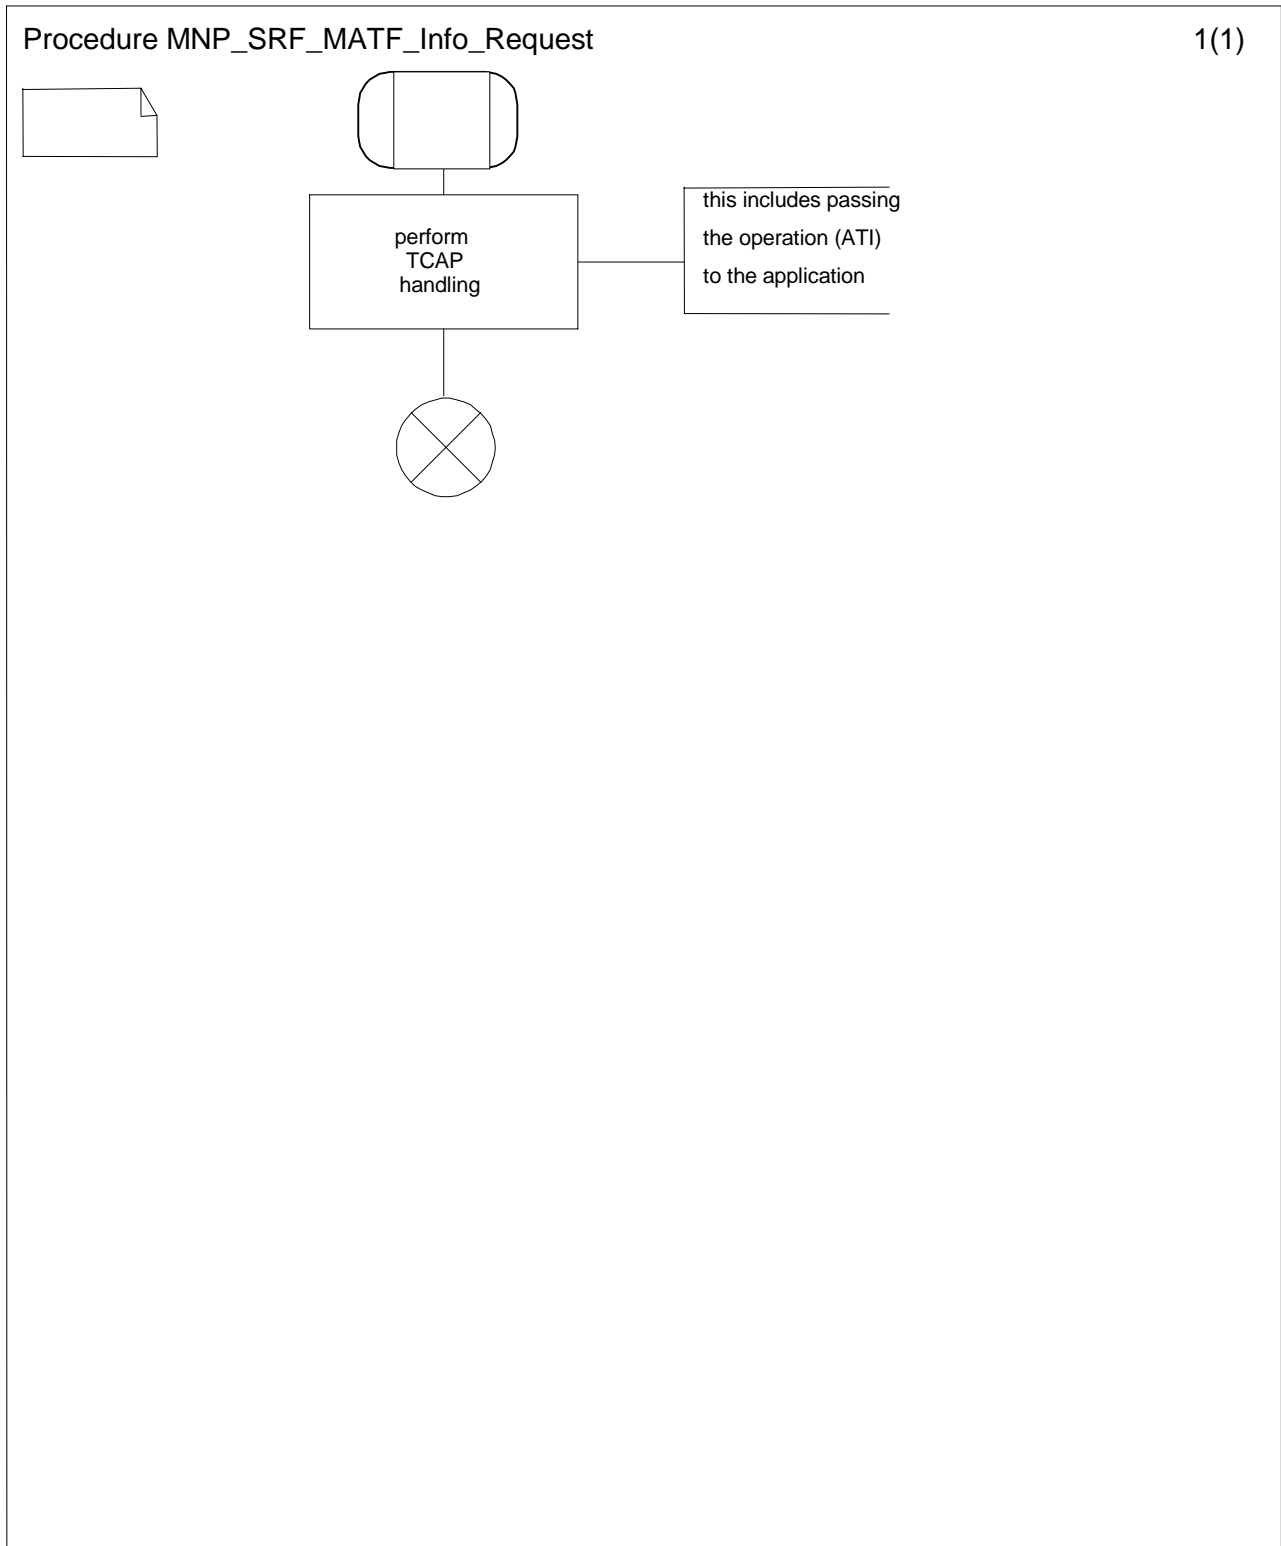 Procedure MNP_SRF_MATF_Info_Request
1(1)
this includes passing
the operation (ATI)
to the application
perform
TCAP
handling